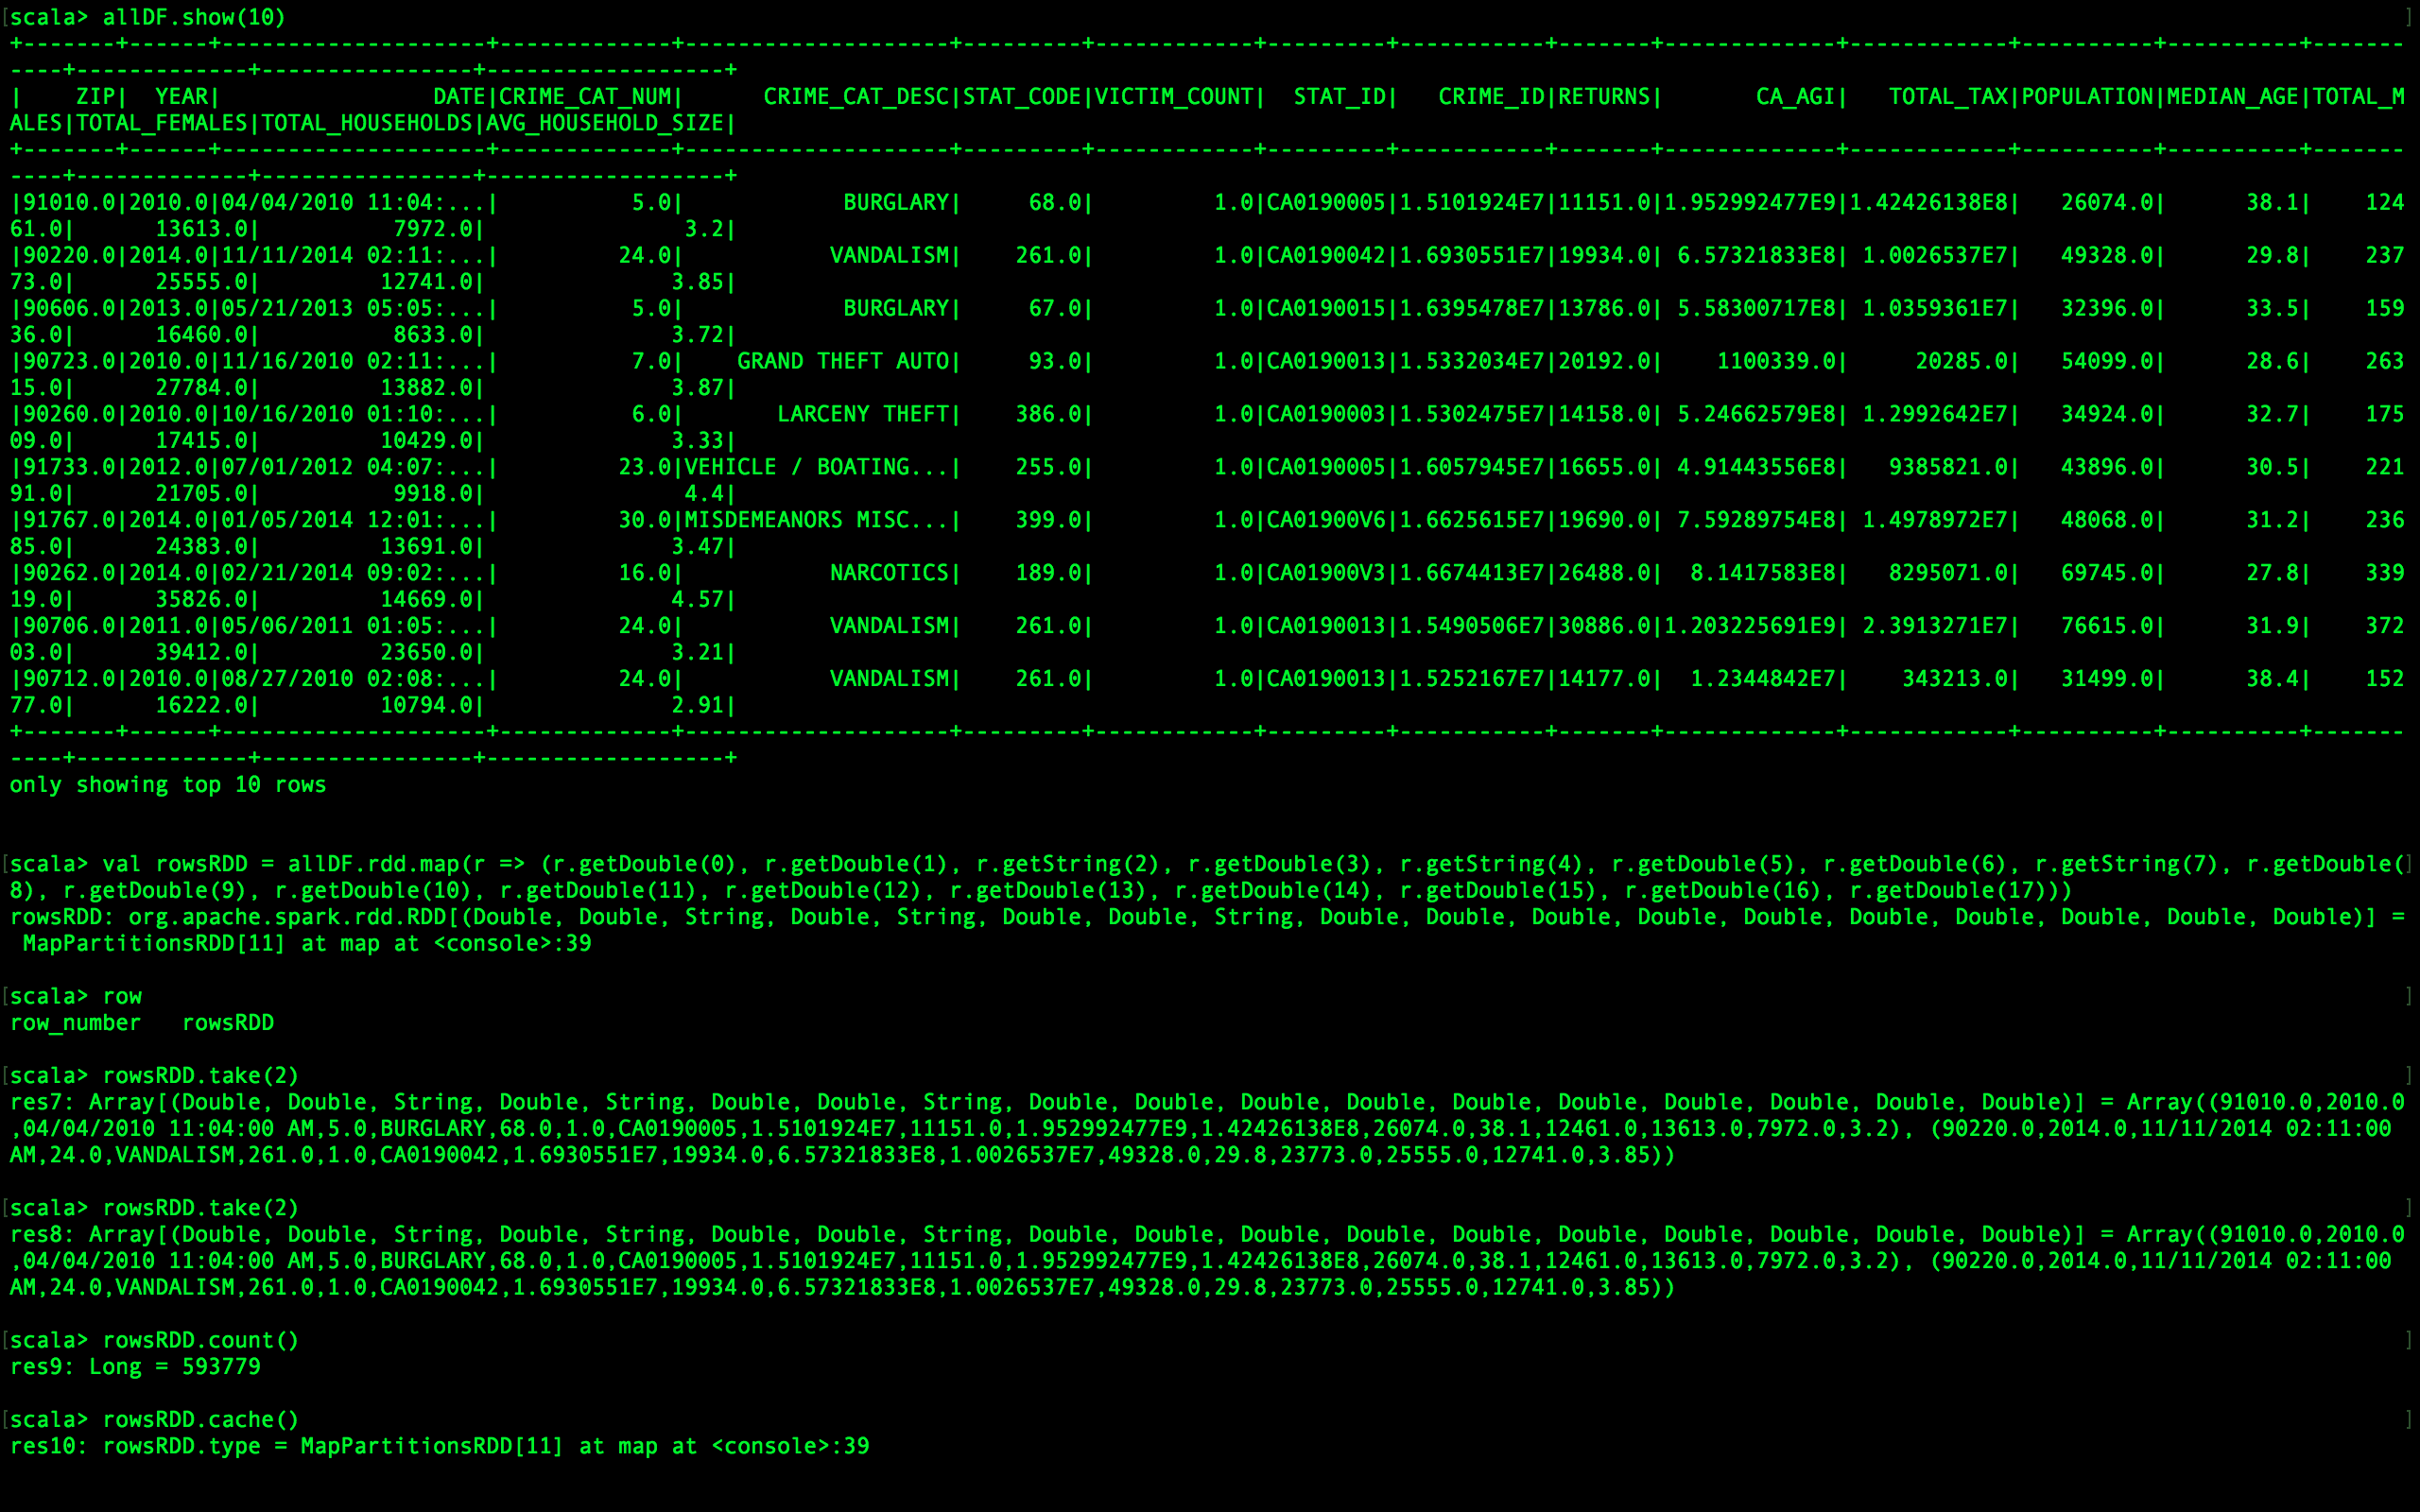 [scala> allDF.show(10) ]
+-------+------+--------------------+-------------+--------------------+---------+------------+---------+-----------+-------+-------------+------------+----------+----------+-------
----+-------------+----------------+------------------+
|    ZIP|  YEAR|                DATE|CRIME_CAT_NUM|      CRIME_CAT_DESC|STAT_CODE|VICTIM_COUNT|  STAT_ID|   CRIME_ID|RETURNS|       CA_AGI|   TOTAL_TAX|POPULATION|MEDIAN_AGE|TOTAL_M
ALES|TOTAL_FEMALES|TOTAL_HOUSEHOLDS|AVG_HOUSEHOLD_SIZE|
+-------+------+--------------------+-------------+--------------------+---------+------------+---------+-----------+-------+-------------+------------+----------+----------+-------
----+-------------+----------------+------------------+
|91010.0|2010.0|04/04/2010 11:04:...|          5.0|            BURGLARY|     68.0|         1.0|CA0190005|1.5101924E7|11151.0|1.952992477E9|1.42426138E8|   26074.0|      38.1|    124
61.0|      13613.0|          7972.0|               3.2|
|90220.0|2014.0|11/11/2014 02:11:...|         24.0|           VANDALISM|    261.0|         1.0|CA0190042|1.6930551E7|19934.0| 6.57321833E8| 1.0026537E7|   49328.0|      29.8|    237
73.0|      25555.0|         12741.0|              3.85|
|90606.0|2013.0|05/21/2013 05:05:...|          5.0|            BURGLARY|     67.0|         1.0|CA0190015|1.6395478E7|13786.0| 5.58300717E8| 1.0359361E7|   32396.0|      33.5|    159
36.0|      16460.0|          8633.0|              3.72|
|90723.0|2010.0|11/16/2010 02:11:...|          7.0|    GRAND THEFT AUTO|     93.0|         1.0|CA0190013|1.5332034E7|20192.0|    1100339.0|     20285.0|   54099.0|      28.6|    263
15.0|      27784.0|         13882.0|              3.87|
|90260.0|2010.0|10/16/2010 01:10:...|          6.0|       LARCENY THEFT|    386.0|         1.0|CA0190003|1.5302475E7|14158.0| 5.24662579E8| 1.2992642E7|   34924.0|      32.7|    175
09.0|      17415.0|         10429.0|              3.33|
|91733.0|2012.0|07/01/2012 04:07:...|         23.0|VEHICLE / BOATING...|    255.0|         1.0|CA0190005|1.6057945E7|16655.0| 4.91443556E8|   9385821.0|   43896.0|      30.5|    221
91.0|      21705.0|          9918.0|               4.4|
|91767.0|2014.0|01/05/2014 12:01:...|         30.0|MISDEMEANORS MISC...|    399.0|         1.0|CA01900V6|1.6625615E7|19690.0| 7.59289754E8| 1.4978972E7|   48068.0|      31.2|    236
85.0|      24383.0|         13691.0|              3.47|
|90262.0|2014.0|02/21/2014 09:02:...|         16.0|           NARCOTICS|    189.0|         1.0|CA01900V3|1.6674413E7|26488.0|  8.1417583E8|   8295071.0|   69745.0|      27.8|    339
19.0|      35826.0|         14669.0|              4.57|
|90706.0|2011.0|05/06/2011 01:05:...|         24.0|           VANDALISM|    261.0|         1.0|CA0190013|1.5490506E7|30886.0|1.203225691E9| 2.3913271E7|   76615.0|      31.9|    372
03.0|      39412.0|         23650.0|              3.21|
|90712.0|2010.0|08/27/2010 02:08:...|         24.0|           VANDALISM|    261.0|         1.0|CA0190013|1.5252167E7|14177.0|  1.2344842E7|    343213.0|   31499.0|      38.4|    152
77.0|      16222.0|         10794.0|              2.91|
+-------+------+--------------------+-------------+--------------------+---------+------------+---------+-----------+-------+-------------+------------+----------+----------+-------
----+-------------+----------------+------------------+
only showing top 10 rows
[scala> val rowsRDD = allDF.rdd.map(r => (r.getDouble(0), r.getDouble(1), r.getString(2), r.getDouble(3), r.getString(4), r.getDouble(5), r.getDouble(6), r.getString(7), r.getDouble(]
8), r.getDouble(9), r.getDouble(10), r.getDouble(11), r.getDouble(12), r.getDouble(13), r.getDouble(14), r.getDouble(15), r.getDouble(16), r.getDouble(17)))
rowsRDD: org.apache.spark.rdd.RDD[(Double, Double, String, Double, String, Double, Double, String, Double, Double, Double, Double, Double, Double, Double, Double, Double, Double)] =
 MapPartitionsRDD[11] at map at <console>:39
[scala> row ]
row_number   rowsRDD
[scala> rowsRDD.take(2) ]
res7: Array[(Double, Double, String, Double, String, Double, Double, String, Double, Double, Double, Double, Double, Double, Double, Double, Double, Double)] = Array((91010.0,2010.0
,04/04/2010 11:04:00 AM,5.0,BURGLARY,68.0,1.0,CA0190005,1.5101924E7,11151.0,1.952992477E9,1.42426138E8,26074.0,38.1,12461.0,13613.0,7972.0,3.2), (90220.0,2014.0,11/11/2014 02:11:00
AM,24.0,VANDALISM,261.0,1.0,CA0190042,1.6930551E7,19934.0,6.57321833E8,1.0026537E7,49328.0,29.8,23773.0,25555.0,12741.0,3.85))
[scala> rowsRDD.take(2) ]
res8: Array[(Double, Double, String, Double, String, Double, Double, String, Double, Double, Double, Double, Double, Double, Double, Double, Double, Double)] = Array((91010.0,2010.0
,04/04/2010 11:04:00 AM,5.0,BURGLARY,68.0,1.0,CA0190005,1.5101924E7,11151.0,1.952992477E9,1.42426138E8,26074.0,38.1,12461.0,13613.0,7972.0,3.2), (90220.0,2014.0,11/11/2014 02:11:00
AM,24.0,VANDALISM,261.0,1.0,CA0190042,1.6930551E7,19934.0,6.57321833E8,1.0026537E7,49328.0,29.8,23773.0,25555.0,12741.0,3.85))
[scala> rowsRDD.count() ]
res9: Long = 593779
[scala> rowsRDD.cache() ]
res10: rowsRDD.type = MapPartitionsRDD[11] at map at <console>:39